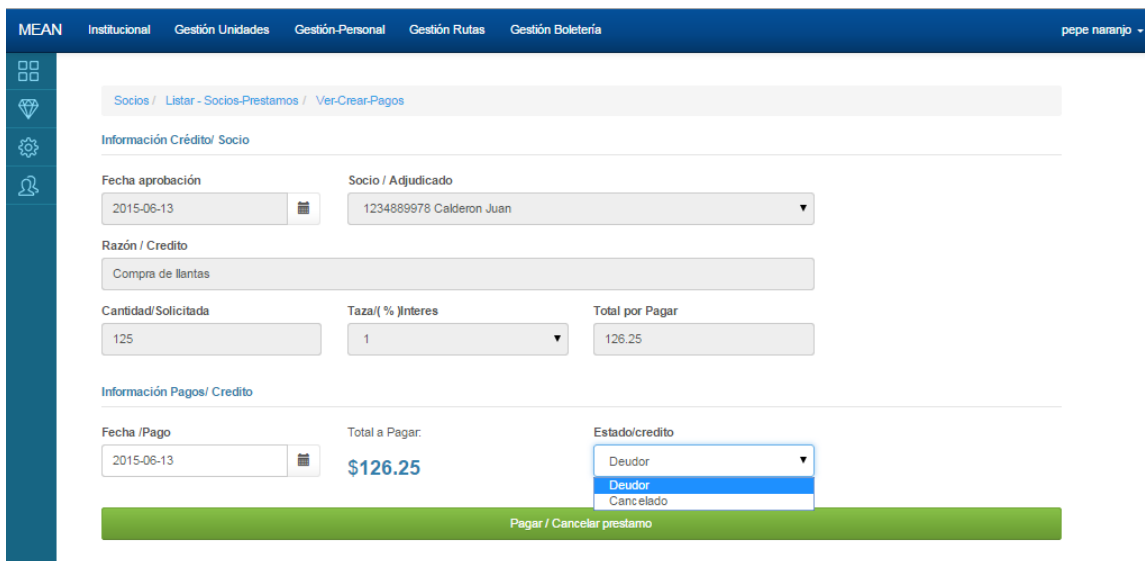 MEAN Institucional Gestión Unidades Gestión-Personal Gestión Rutas Gestión Boletería pepe naranjo
Socios / Listar - Socios-Prestamos / Ver-Crear-Pagos
Información Crédito/ Socio
Fecha aprobación Socio / Adjudicado
2015-06-13 1234889978 Calderon Juan
Razón / Credito
Compra de llantas
Cantidad/Solicitada Taza/( % )Interes Total por Pagar
125 1 126.25
Información Pagos/ Credito
Fecha /Pago Total a Pagar: Estado/credito
2015-06-13 $126.25 Deudor
Deudor
Cancelado
Pagar / Cancelar prestamo